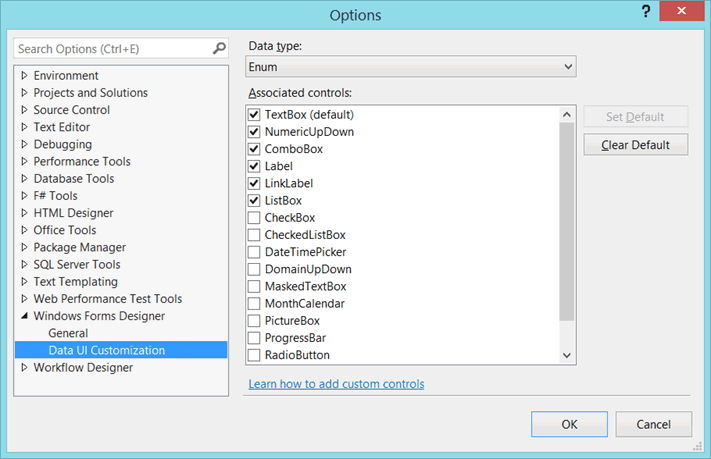 Options
?
Search Options (Ctrl+E)
Environment
Projects and Solutions
Source Control
Text Editor
Debugging
Performance Tools
Database Tools
F# Tools
HTML Designer
Office Tools
Package Manager
SQL Server Tools
Text Templating
Web Performance Test Tools
Windows Forms Designer
General
Data UI Customization
Workflow Designer
Data type:
Enum
Associated controls:
TextBox (default)
NumericUpDown
ComboBox
Label
LinkLabel
ListBox
CheckBox
CheckedListBox
DateTimePicker
DomainUpDown
MaskedTextBox
MonthCalendar
PictureBox
ProgressBar
RadioButton
Set Default
Clear Default
Learn how to add custom controls
OK
Cancel